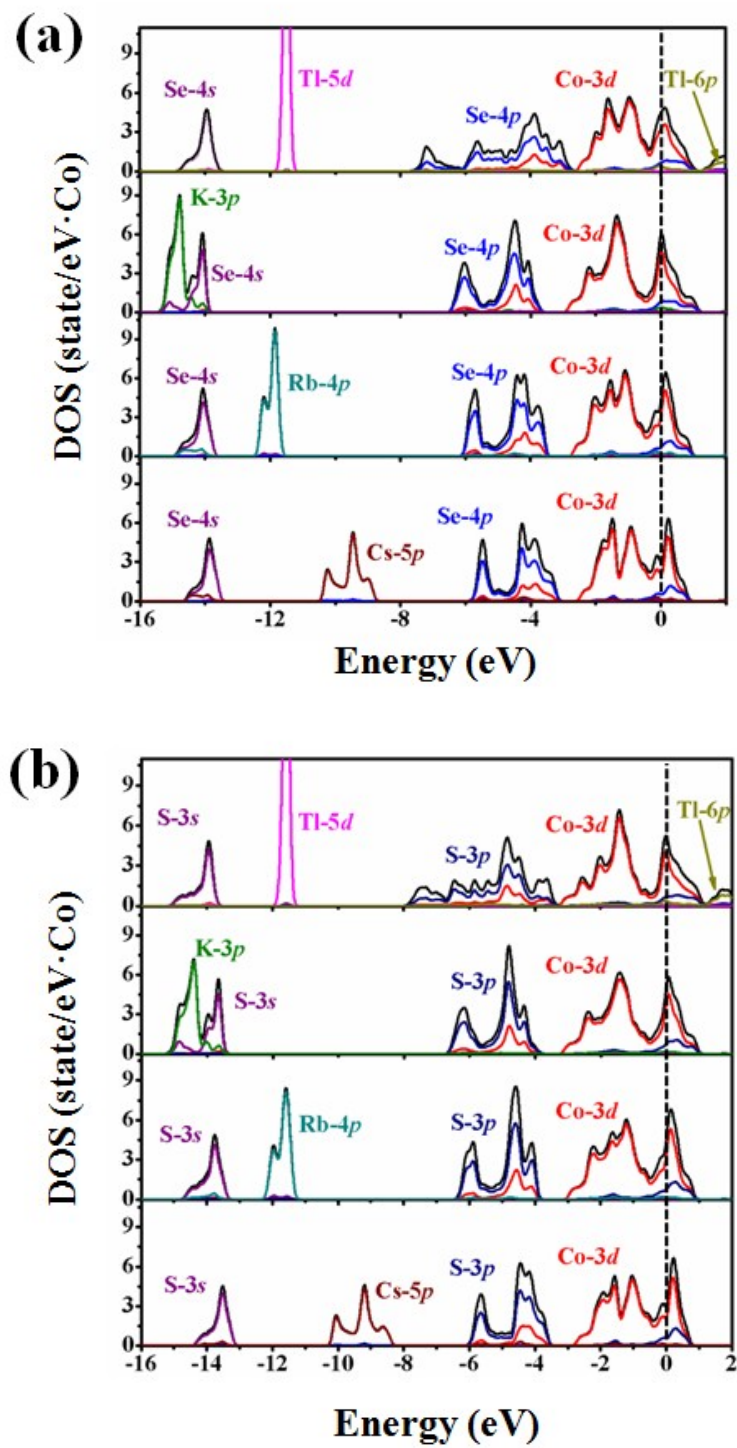 (a)
DOS (state/eV·Co)
9
6
3
0
Se-4s
Tl-5d
Se-4p
Co-3d
Tl-6p
9
6
3
0
K-3p
Se-4s
Se-4p
Co-3d
9
6
3
0
Se-4s
Rb-4p
Se-4p
Co-3d
9
6
3
0
Se-4s
Cs-5p
Se-4p
Co-3d
-16 -12 -8 -4 0
Energy (eV)
(b)
DOS (state/eV·Co)
9
6
3
0
S-3s
Tl-5d
S-3p
Co-3d
Tl-6p
9
6
3
0
K-3p
S-3s
S-3p
Co-3d
9
6
3
0
S-3s
Rb-4p
S-3p
Co-3d
9
6
3
0
S-3s
Cs-5p
S-3p
Co-3d
-16 -14 -12 -10 -8 -6 -4 -2 0 2
Energy (eV)